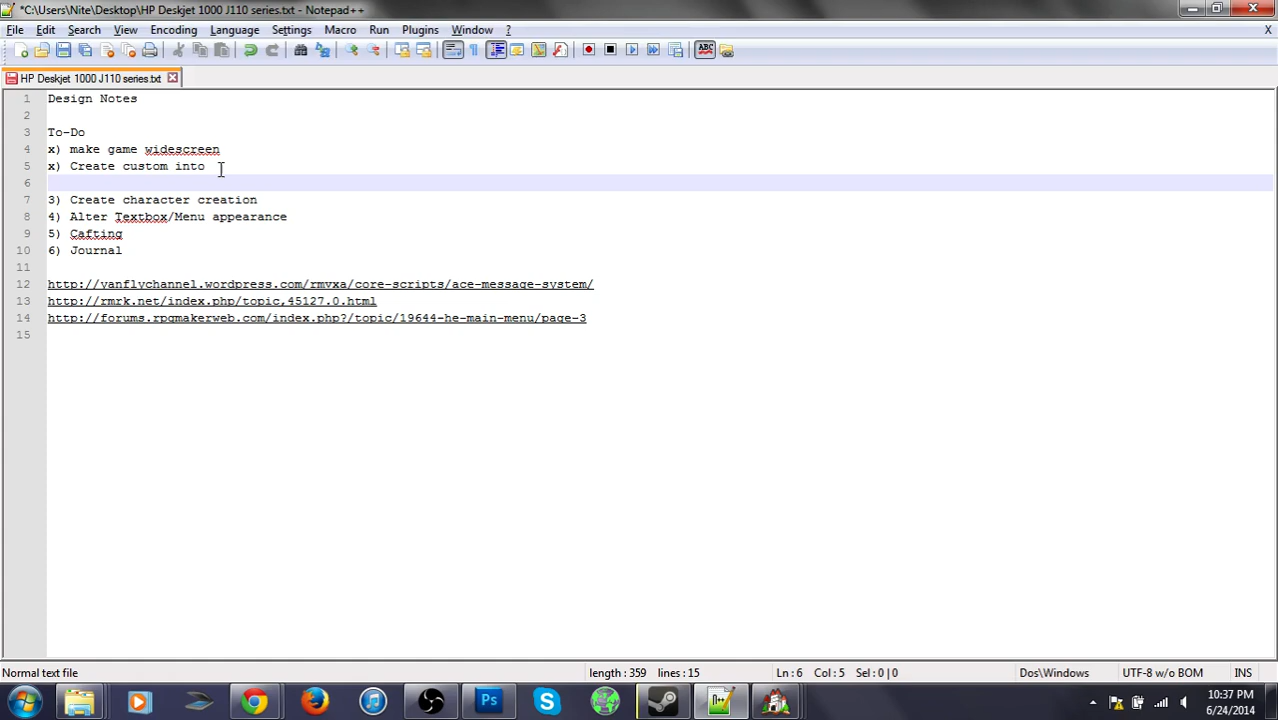 *C:\Users\Nite\Desktop\HP Deskjet 1000 J110 series.txt - Notepad++
File Edit Search View Encoding Language Settings Macro Run Plugins Window ? X
HP Deskjet 1000 J110 series.txt
1 Design Notes
2
3 To-Do
4 x) make game widescreen
5 x) Create custom into
6
7 3) Create character creation
8 4) Alter Textbox/Menu appearance
9 5) Cafting
10 6) Journal
11
12 http://yanflychannel.wordpress.com/rmvxa/core-scripts/ace-message-system/
13 http://rmrk.net/index.php/topic,45127.0.html
14 http://forums.rpgmakerweb.com/index.php?/topic/19644-he-main-menu/page-3
15
Normal text file length : 359 lines : 15 Ln : 6 Col : 5 Sel : 0 | 0 Dos\Windows UTF-8 w/o BOM INS
10:37 PM
6/24/2014